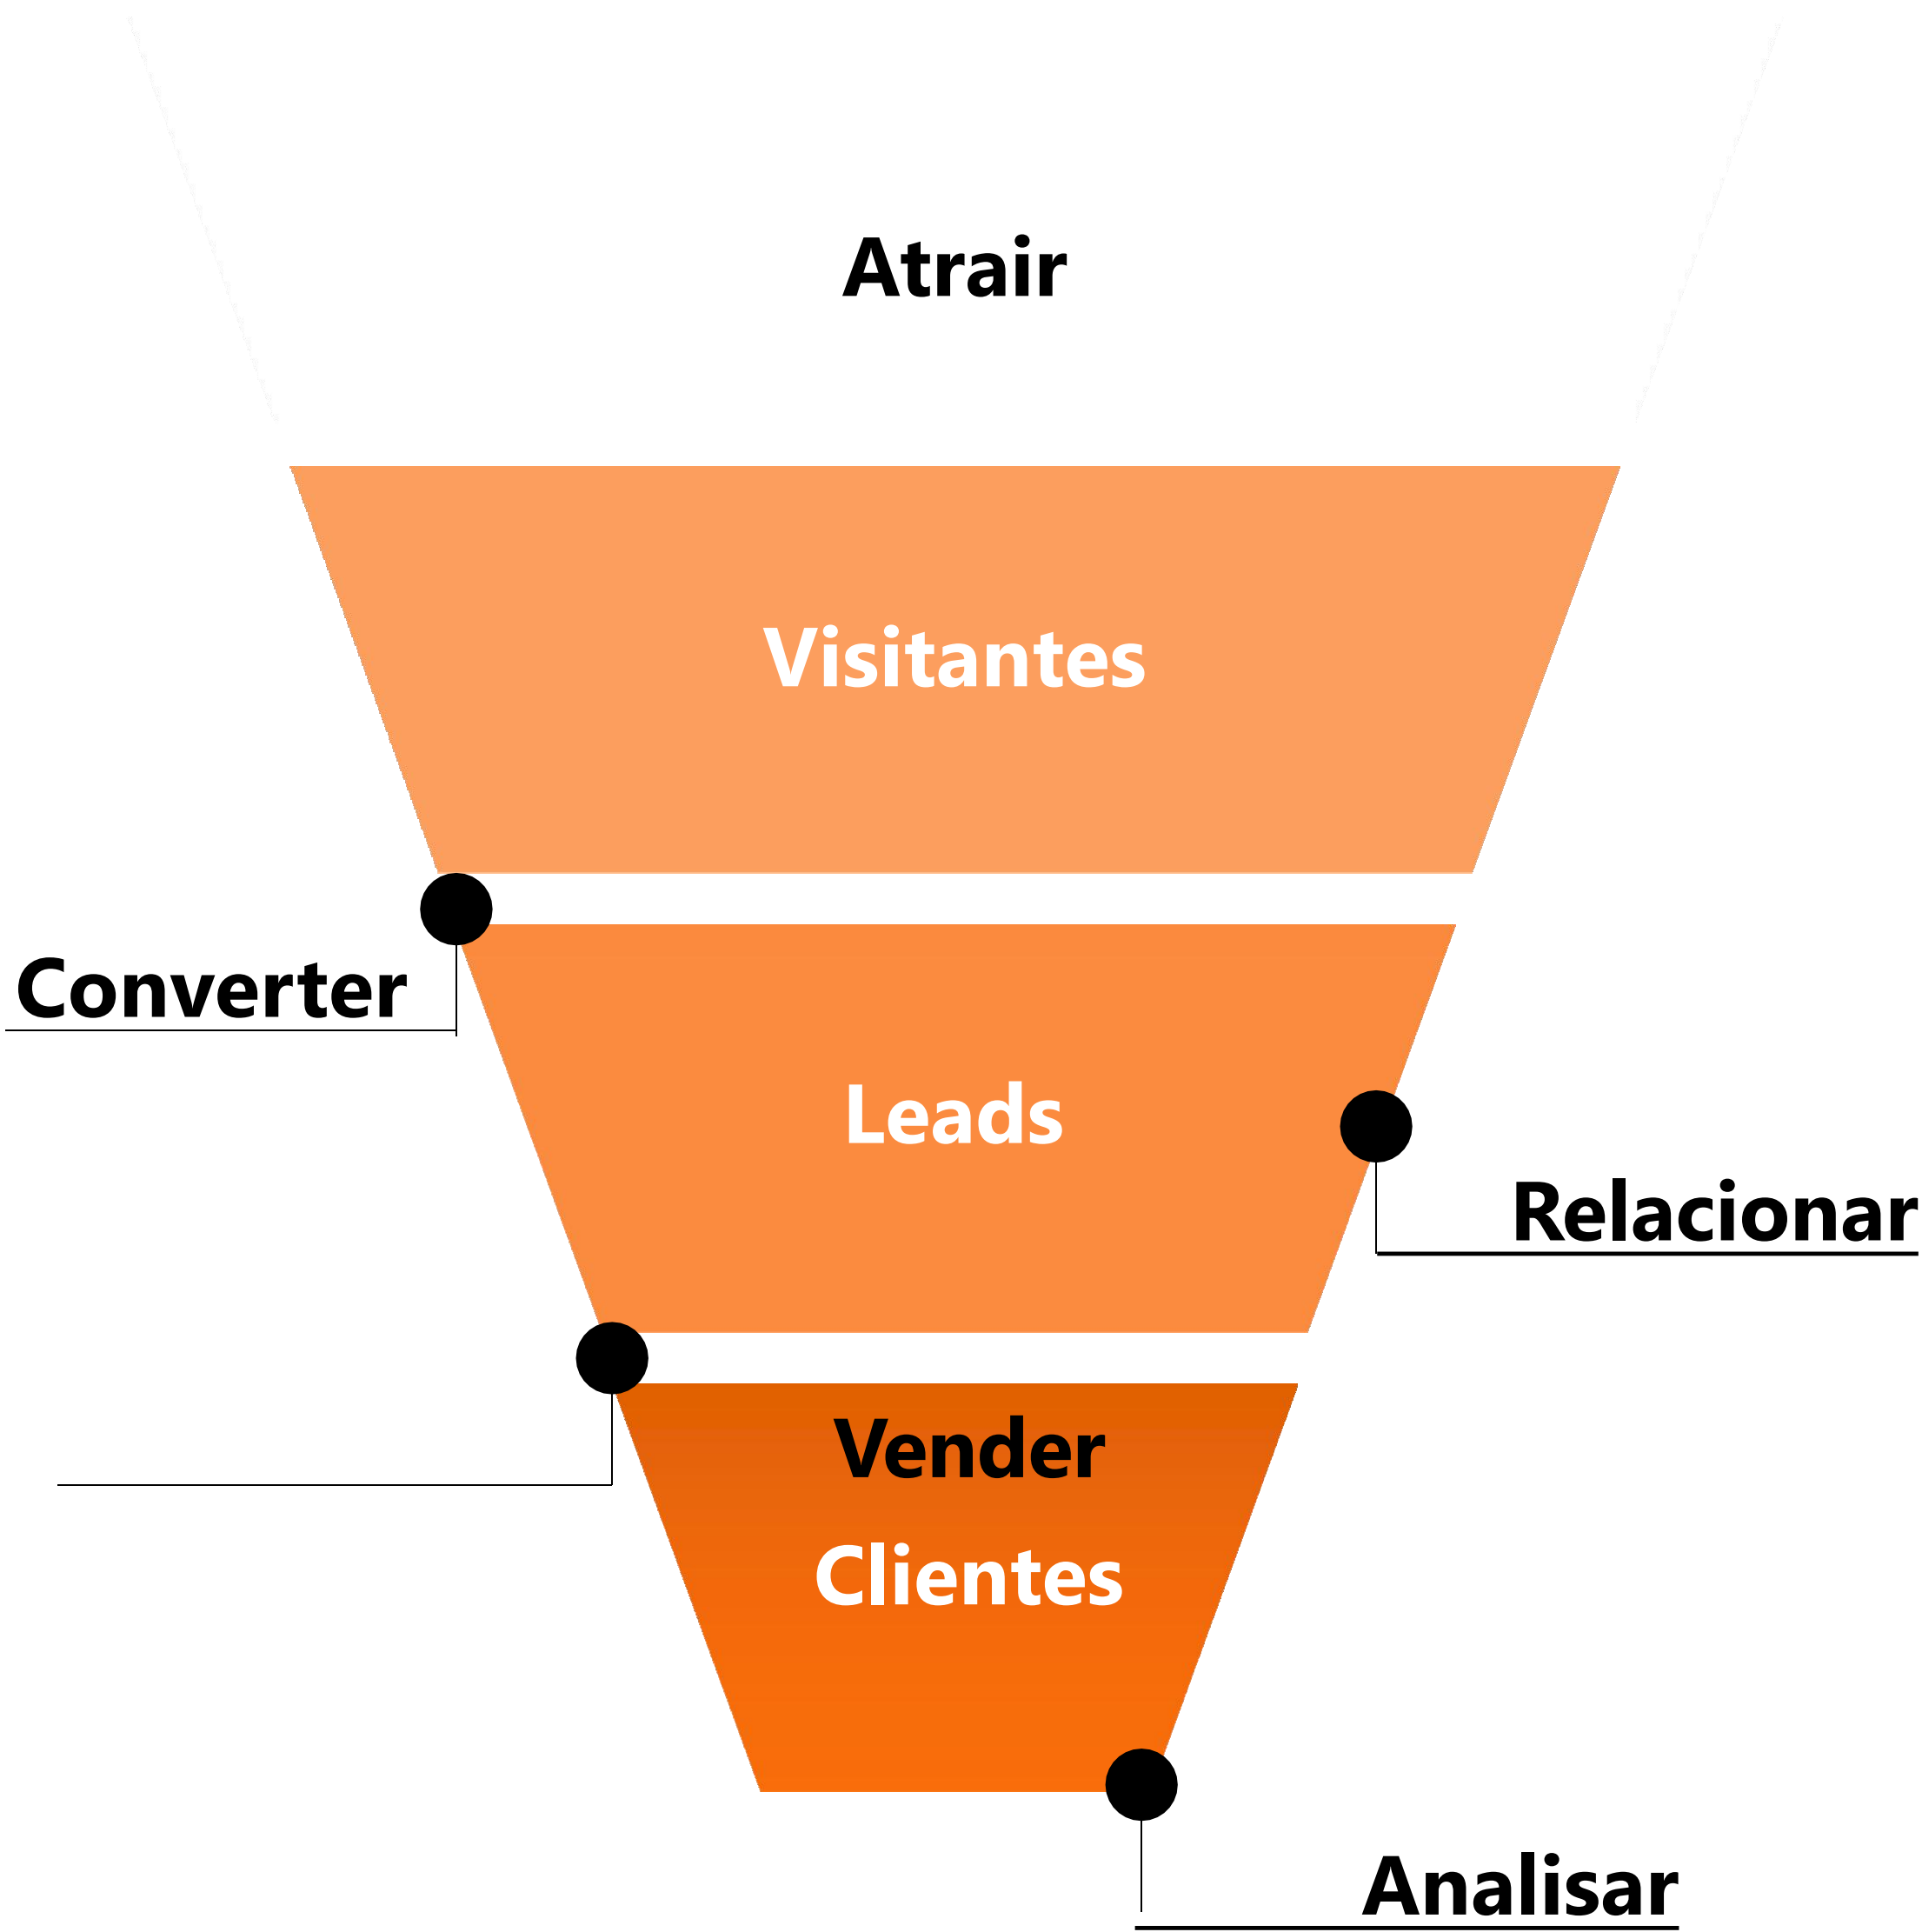 Atrair
Visitantes
Converter
Leads
Relacionar
Vender
Clientes
Analisar